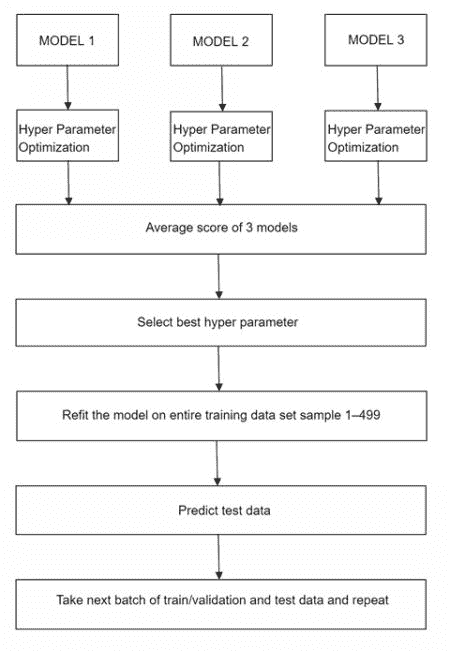 MODEL 1
MODEL 2
MODEL 3
Hyper Parameter
Optimization
Hyper Parameter
Optimization
Hyper Parameter
Optimization
Average score of 3 models
Select best hyper parameter
Refit the model on entire training data set sample 1–499
Predict test data
Take next batch of train/validation and test data and repeat